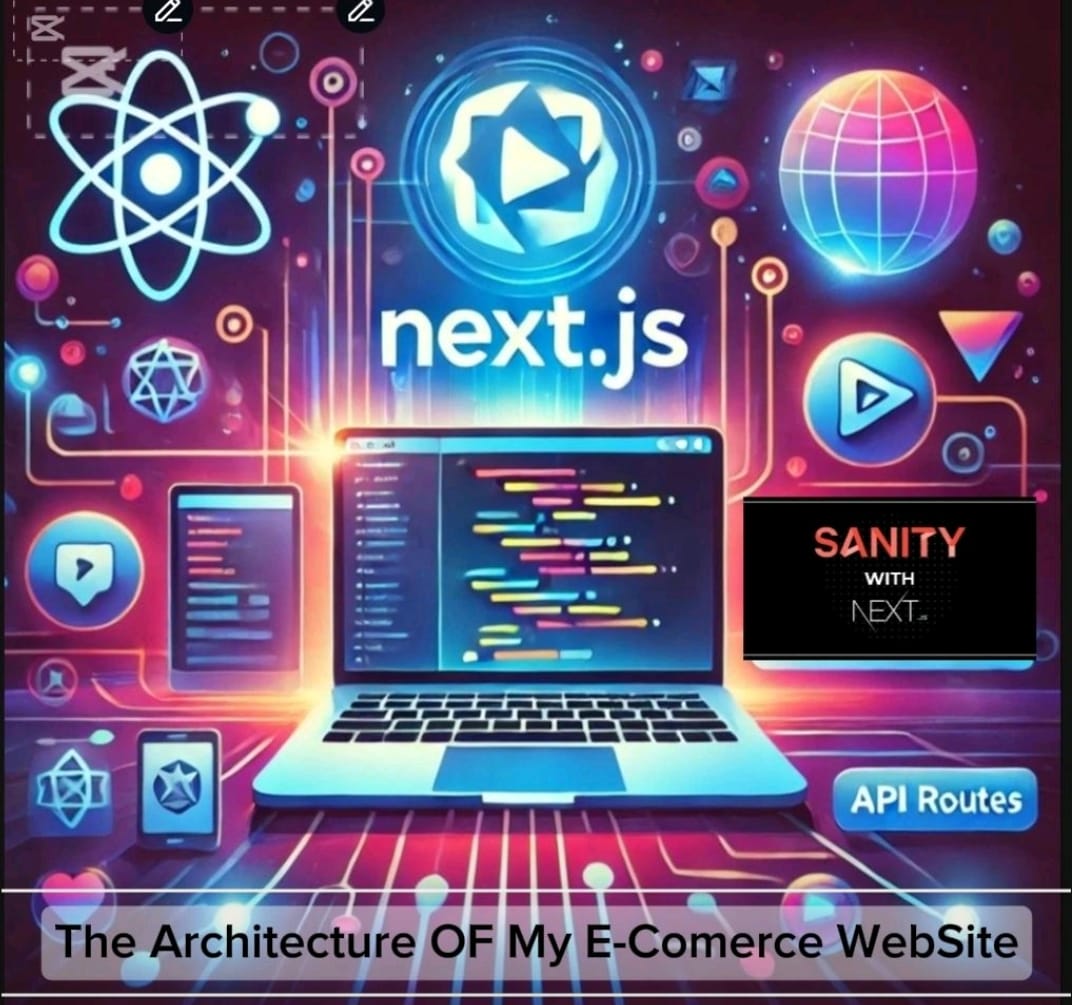 next.js
SANITY
WITH
NEXT.JS
API Routes
The Architecture OF My E-Comerce WebSite